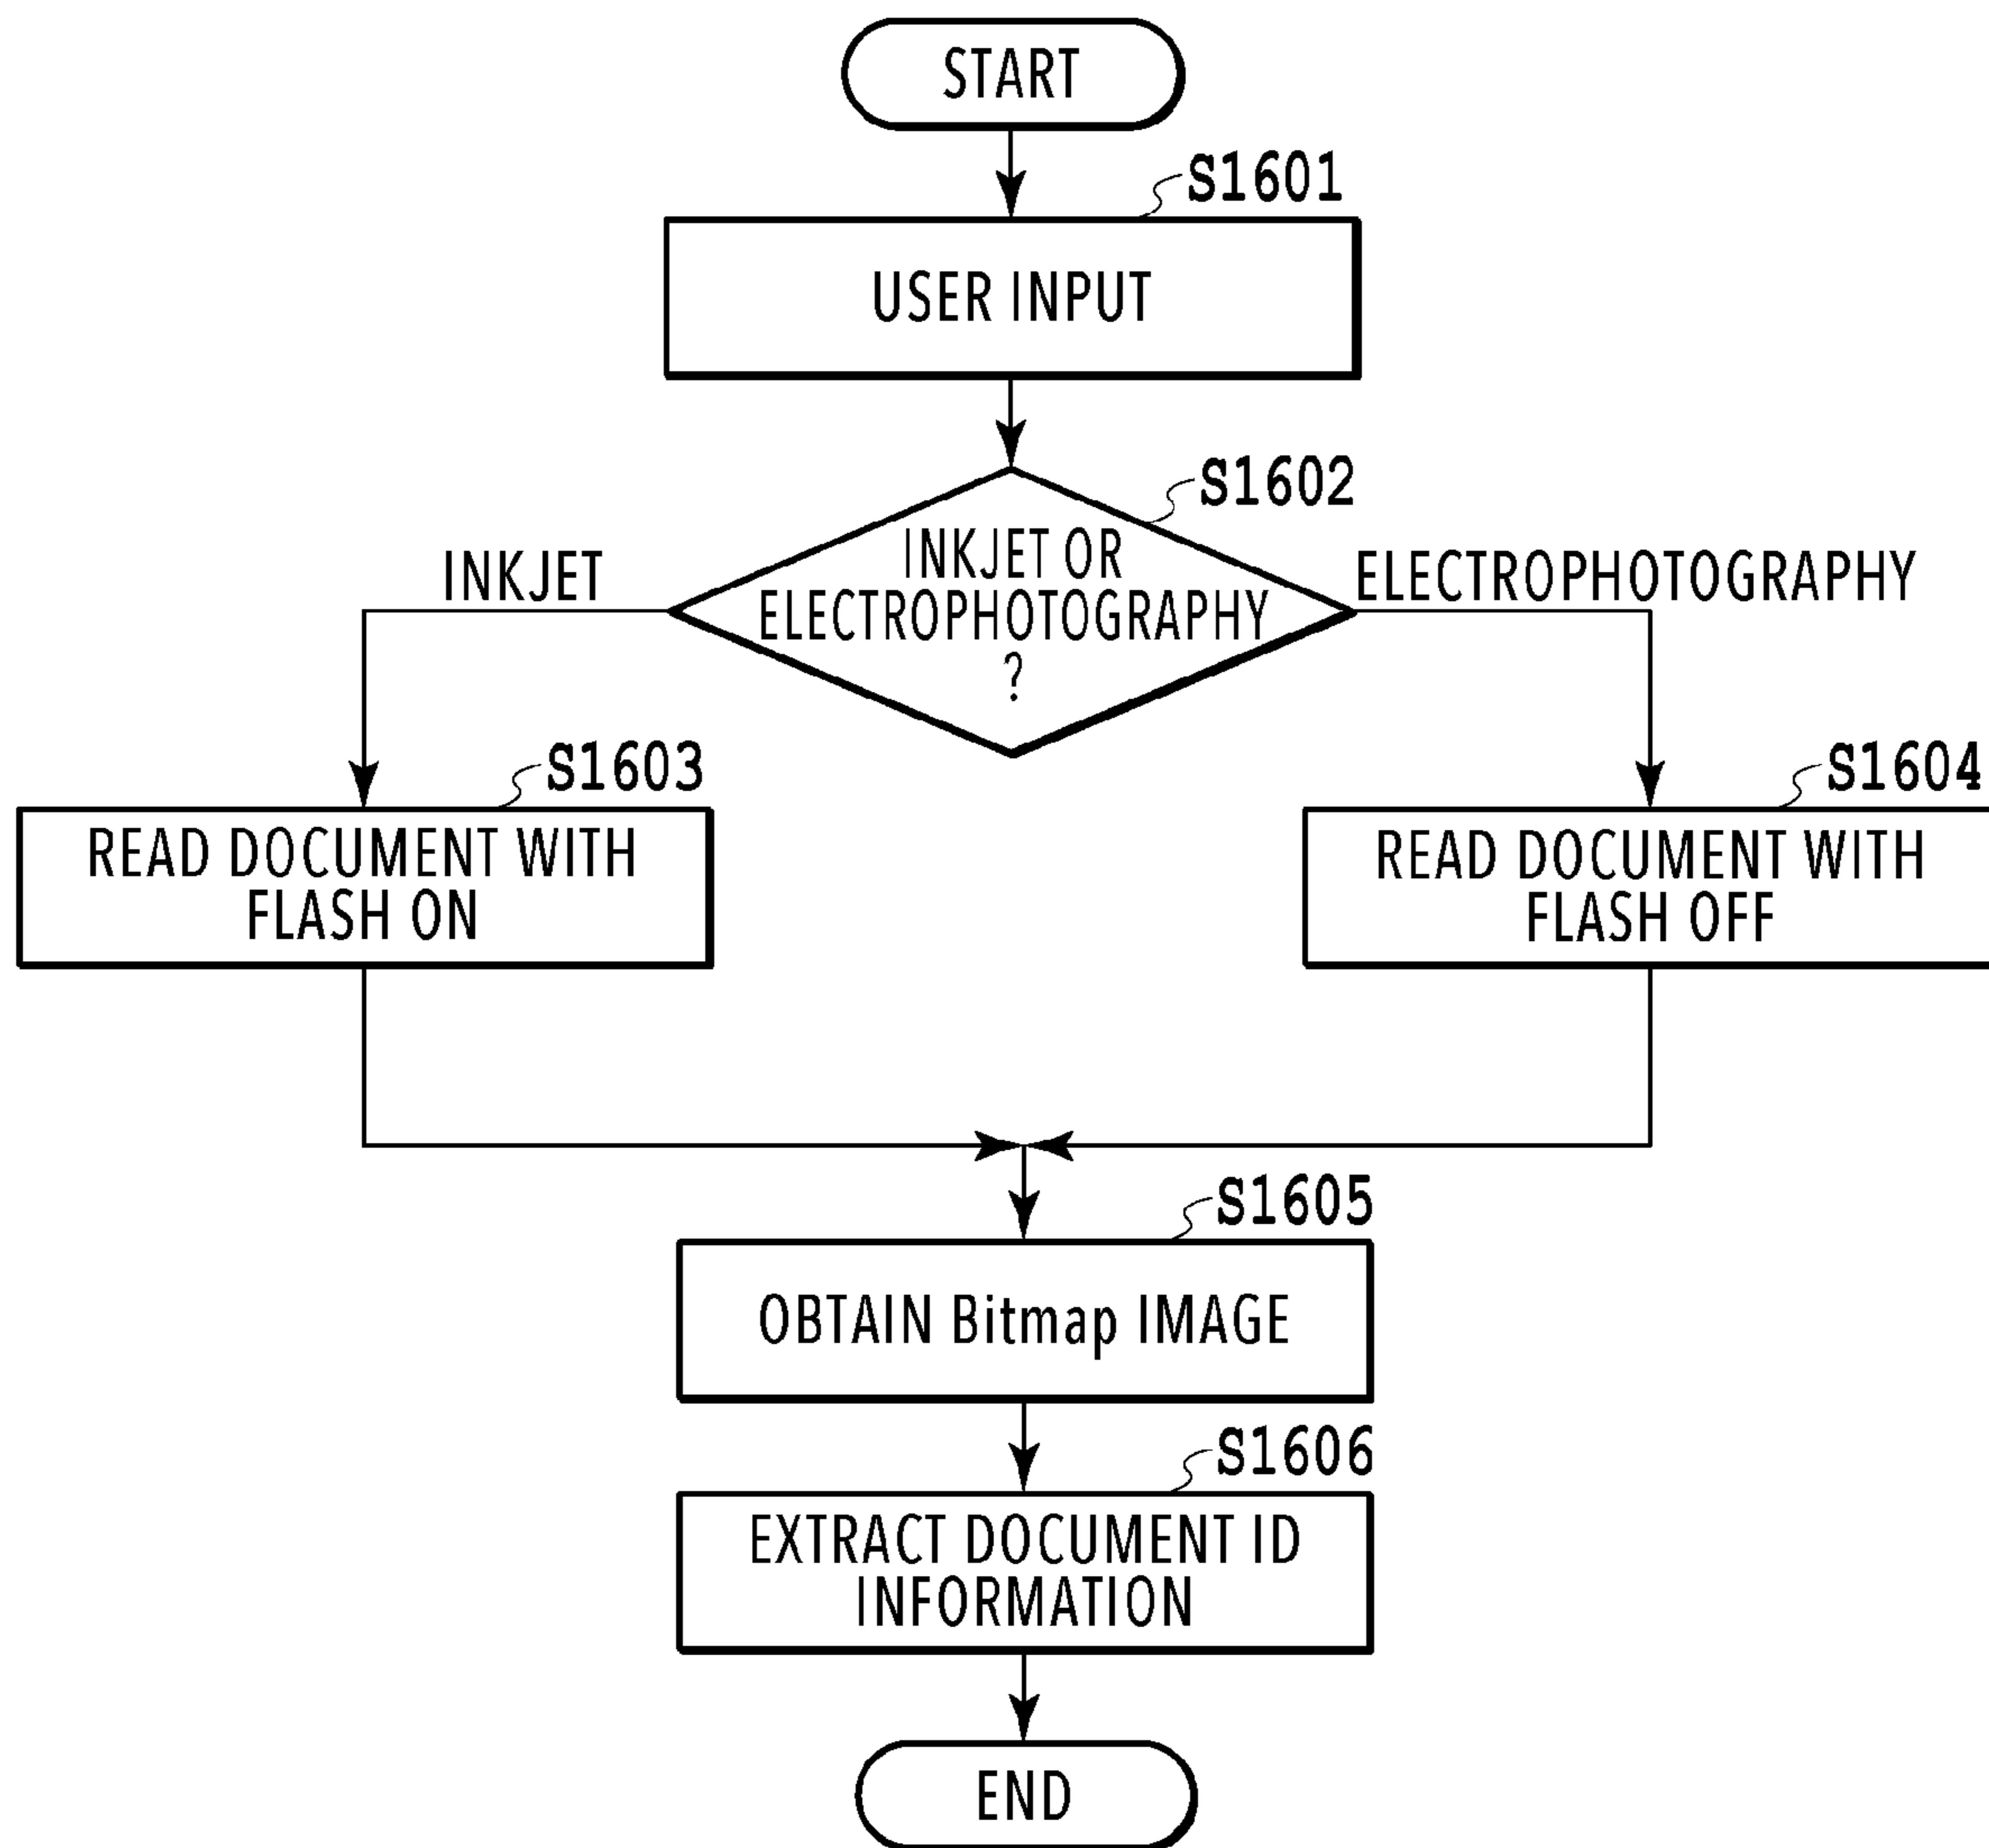 START
S1601
USER INPUT
S1602
INKJET OR
ELECTROPHOTOGRAPHY
?
INKJET
ELECTROPHOTOGRAPHY
S1603
READ DOCUMENT WITH
FLASH ON
S1604
READ DOCUMENT WITH
FLASH OFF
S1605
OBTAIN Bitmap IMAGE
S1606
EXTRACT DOCUMENT ID
INFORMATION
END